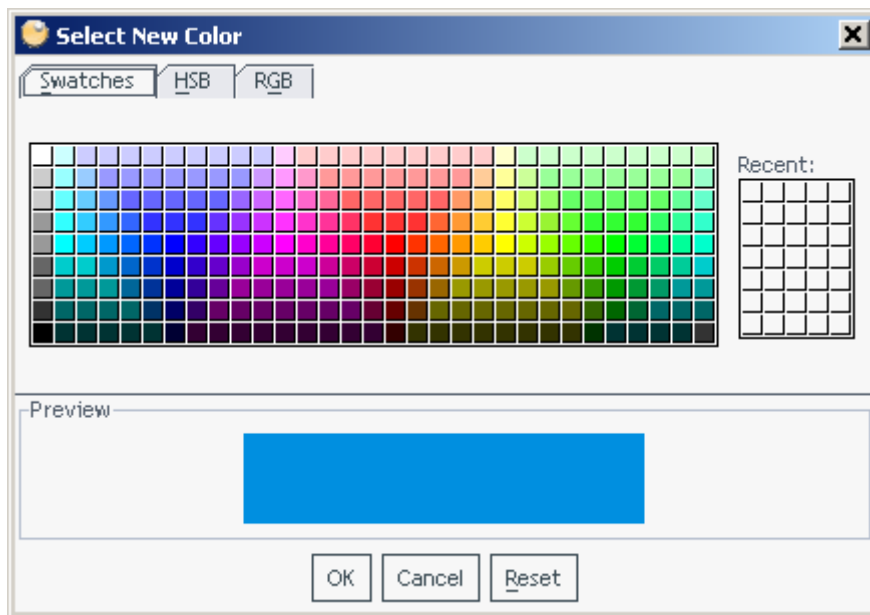 Select New Color
Swatches HSB RGB
Recent:
Preview
OK Cancel Reset